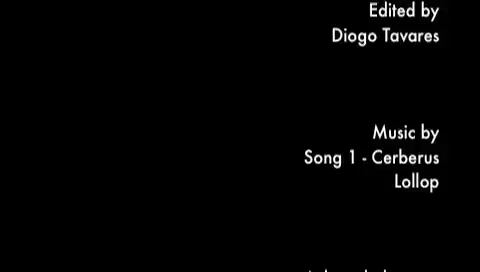 Edited by
Diogo Tavares
Music by
Song 1 - Cerberus
Lollop